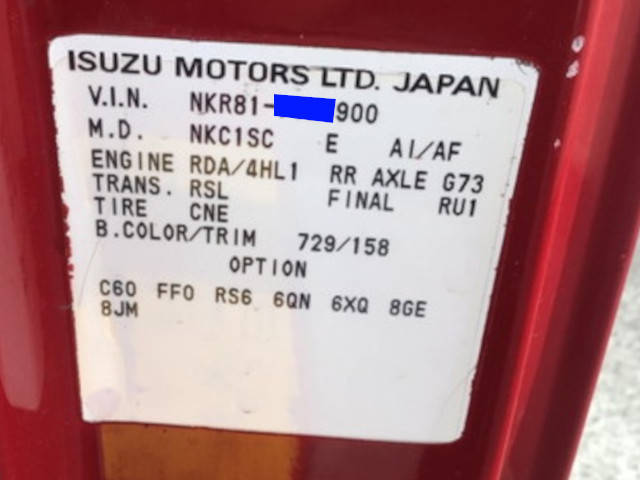 ISUZU MOTORS LTD. JAPAN
V.I.N. NKR81- 900
M.D. NKC1SC E AI/AF
ENGINE RDA/4HL1 RR AXLE G73
TRANS. RSL FINAL RU1
TIRE CNE
B.COLOR/TRIM 729/158
OPTION
C60 FF0 RS6 6QN 6XQ 8GE
8JM